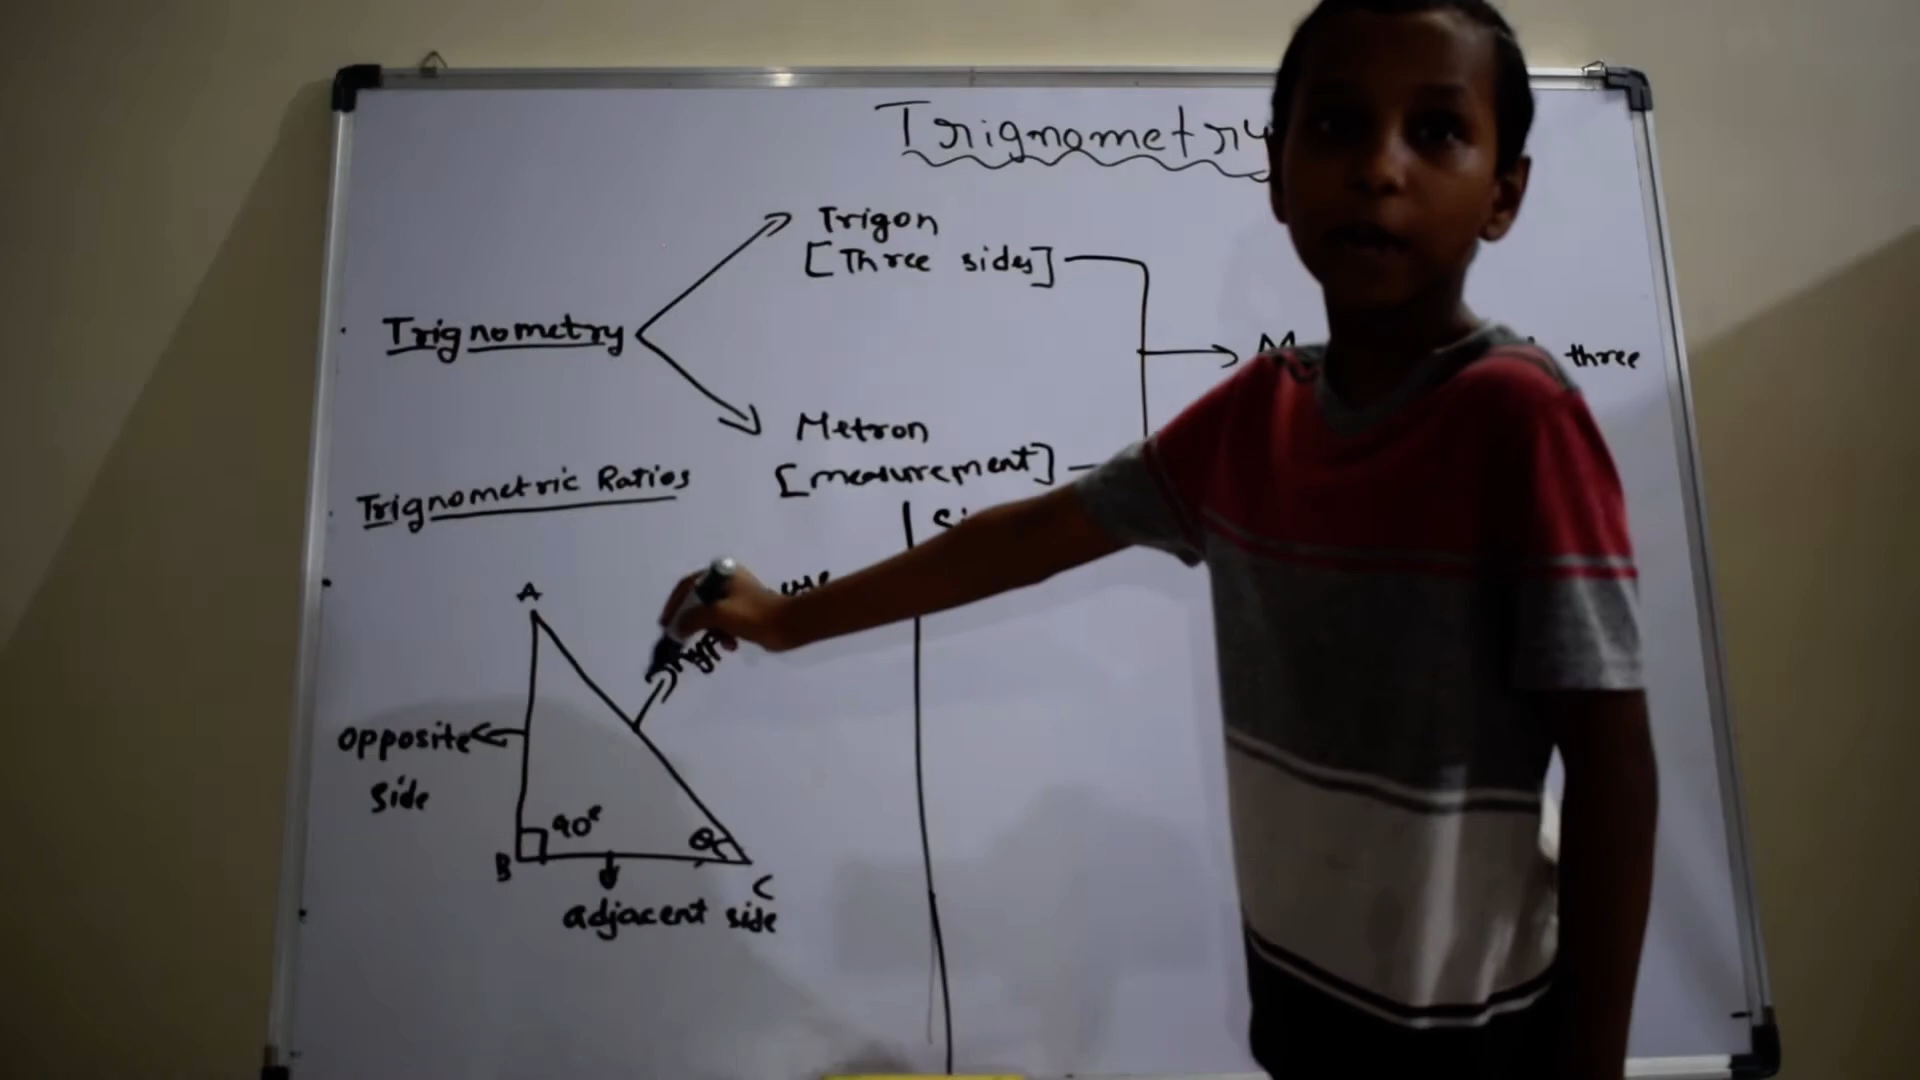 Trignometry
Trigon
[Three sides]
Trignometry
three
Metron
[measurement]
Trignometric Ratios
A
opposite
side
90°
θ
B
C
adjacent side